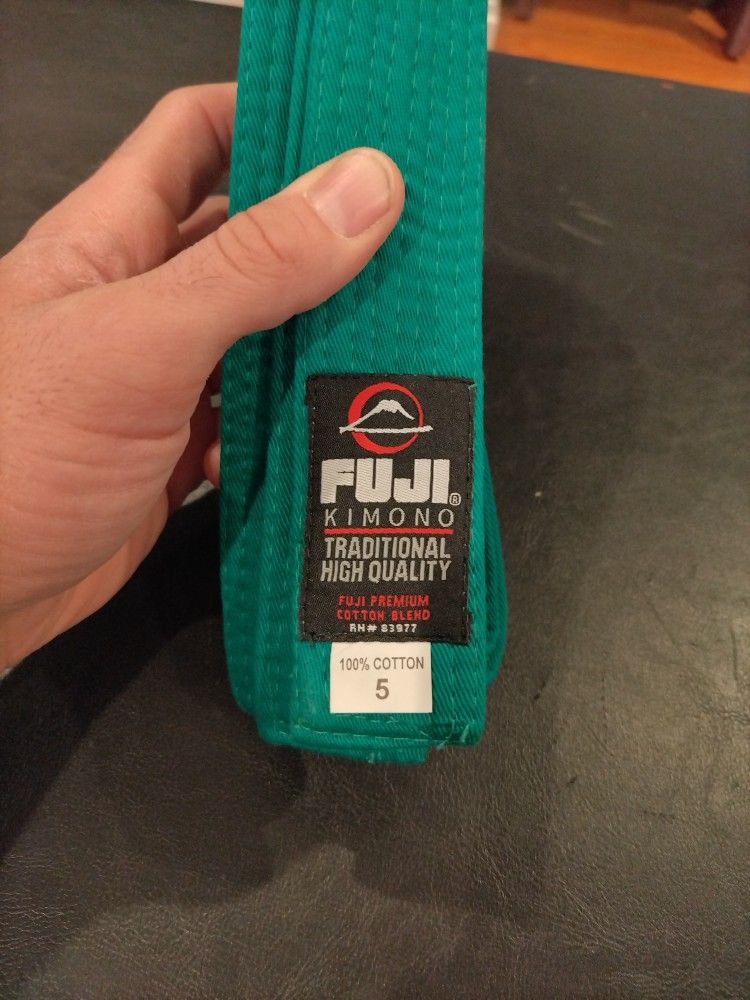 FUJI®
KIMONO
TRADITIONAL
HIGH QUALITY
FUJI PREMIUM
COTTON BLEND
RN# 83977
100% COTTON
5